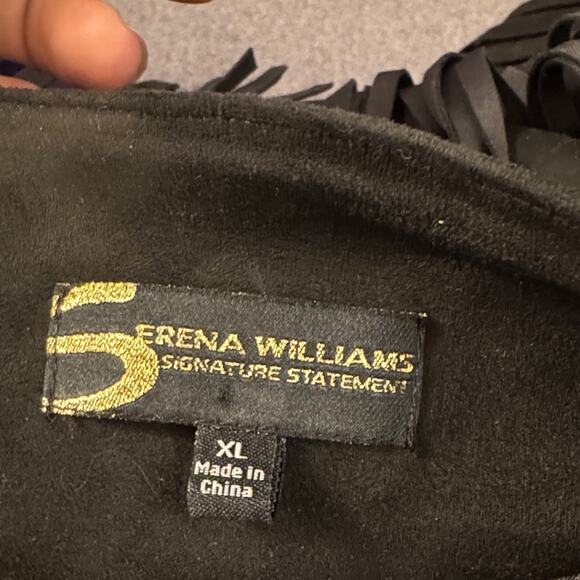 SERENA WILLIAMS
SIGNATURE STATEMENT
XL
Made in
China